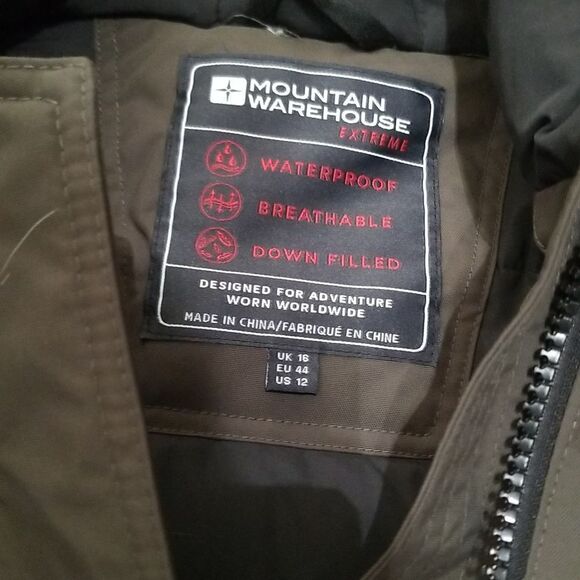 MOUNTAIN
WAREHOUSE
EXTREME
WATERPROOF
BREATHABLE
DOWN FILLED
DESIGNED FOR ADVENTURE
WORN WORLDWIDE
MADE IN CHINA/FABRIQUÉ EN CHINE
UK 16
EU 44
US 12